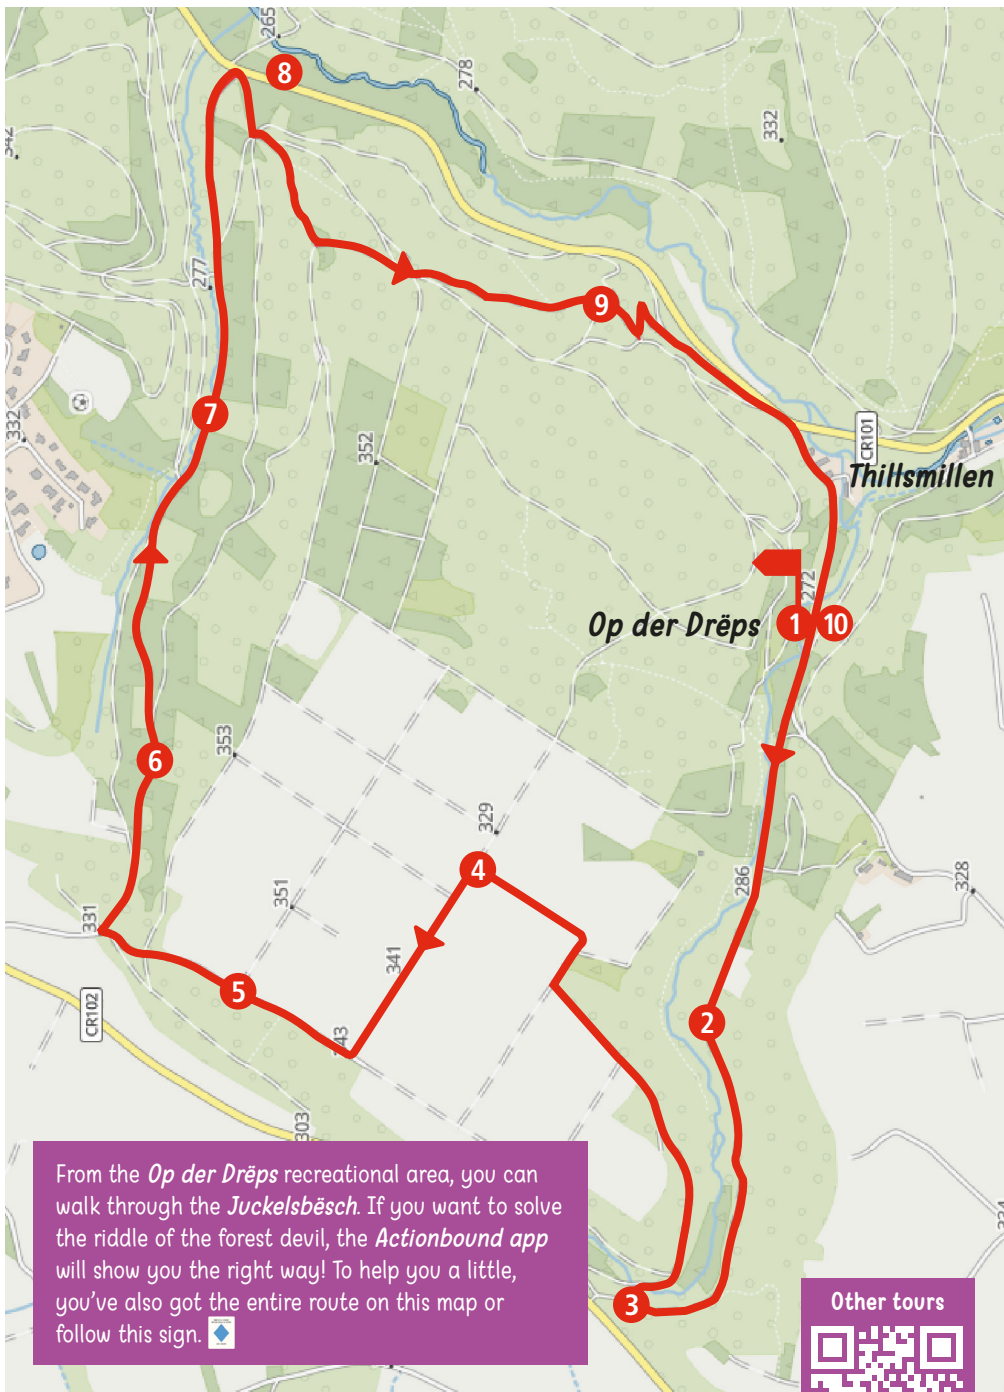 265
8
278
342
332
277
9
7
332
352
CR101
Thillsmillen
272
Op der Drëps
1
10
353
6
329
4
286
328
351
331
341
5
CR102
2
303
From the Op der Drëps recreational area, you can
walk through the Juckelsbësch. If you want to solve
the riddle of the forest devil, the Actionbound app
will show you the right way! To help you a little,
you've also got the entire route on this map or
follow this sign.
3
Other tours